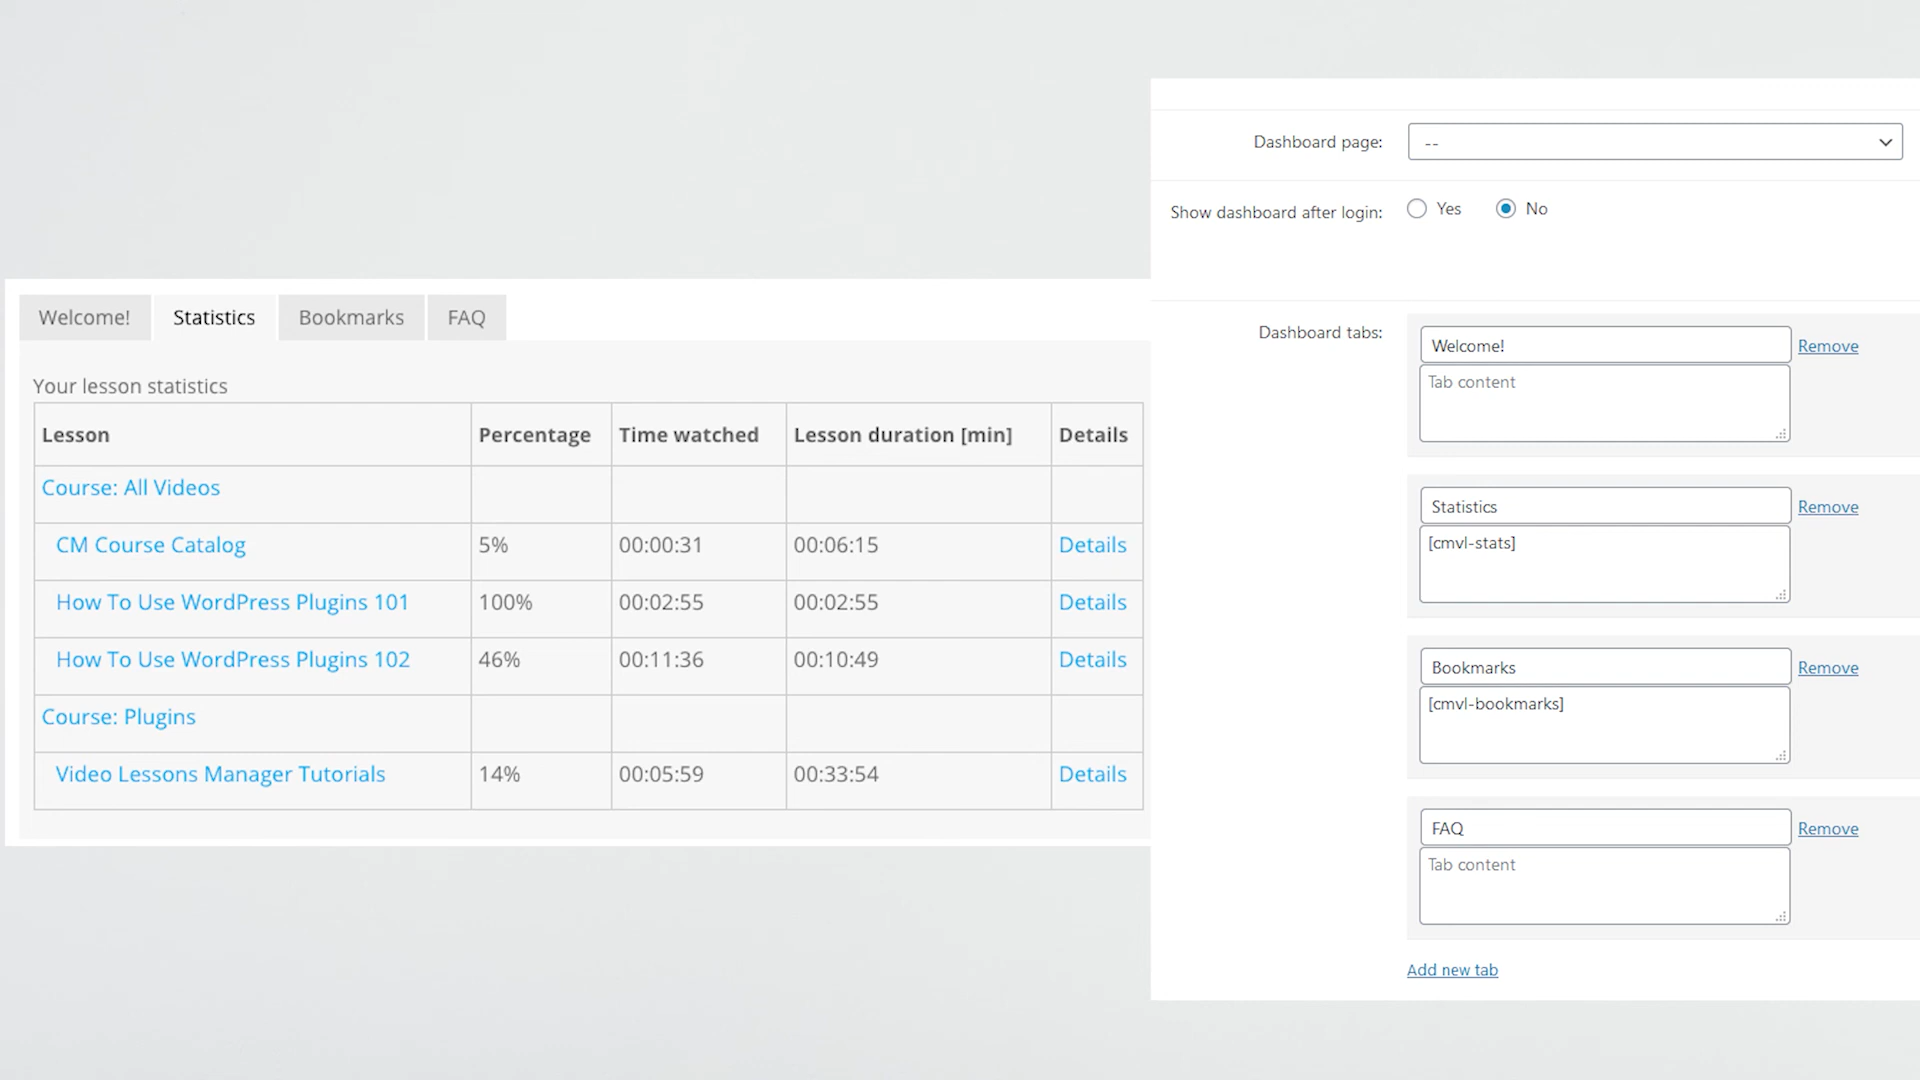 Welcome! Statistics Bookmarks FAQ
Your lesson statistics
Lesson Percentage Time watched Lesson duration [min] Details
Course: All Videos
CM Course Catalog 5% 00:00:31 00:06:15 Details
How To Use WordPress Plugins 101 100% 00:02:55 00:02:55 Details
How To Use WordPress Plugins 102 46% 00:11:36 00:10:49 Details
Course: Plugins
Video Lessons Manager Tutorials 14% 00:05:59 00:33:54 Details
Dashboard page: --
Show dashboard after login: Yes No
Dashboard tabs: Welcome! Remove
Tab content
Statistics Remove
[cmvl-stats]
Bookmarks Remove
[cmvl-bookmarks]
FAQ Remove
Tab content
Add new tab